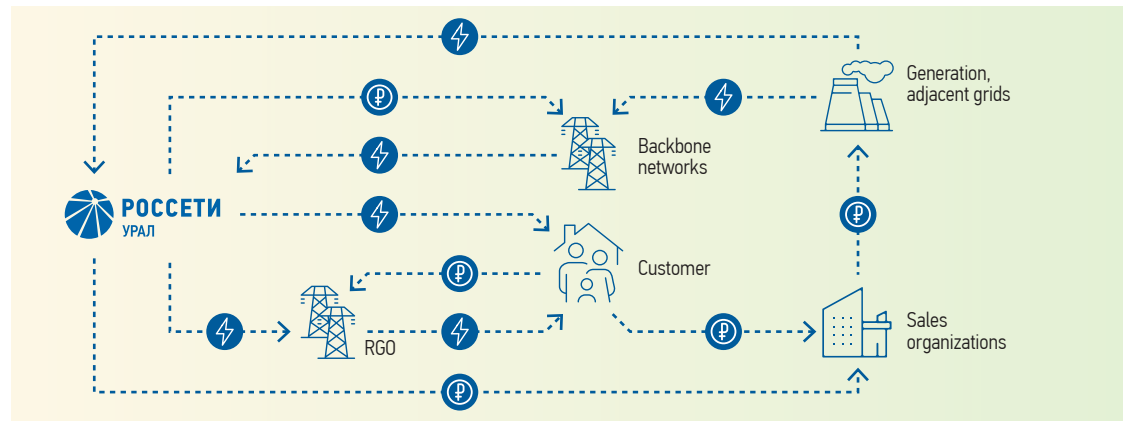 Generation,
adjacent grids
Backbone
networks
РОССЕТИ
УРАЛ
Customer
RGO
Sales
organizations